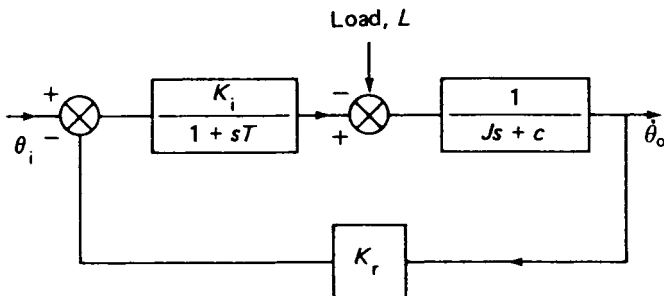 Load, L
+
−
θi
Ki
1 + sT
−
+
1
Js + c
θ̇o
Kr